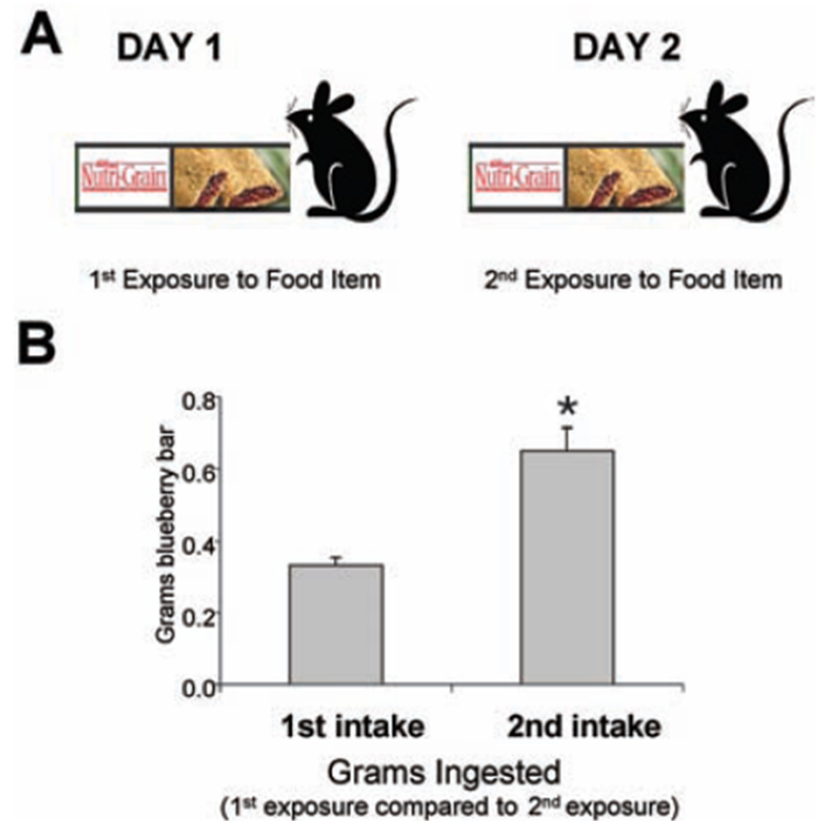 A
DAY 1
DAY 2
Nutri-Grain
Nutri-Grain
1st Exposure to Food Item
2nd Exposure to Food Item
B
Grams blueberry bar
0.8
0.6
0.4
0.2
0.0
*
1st intake
2nd intake
Grams Ingested
(1st exposure compared to 2nd exposure)